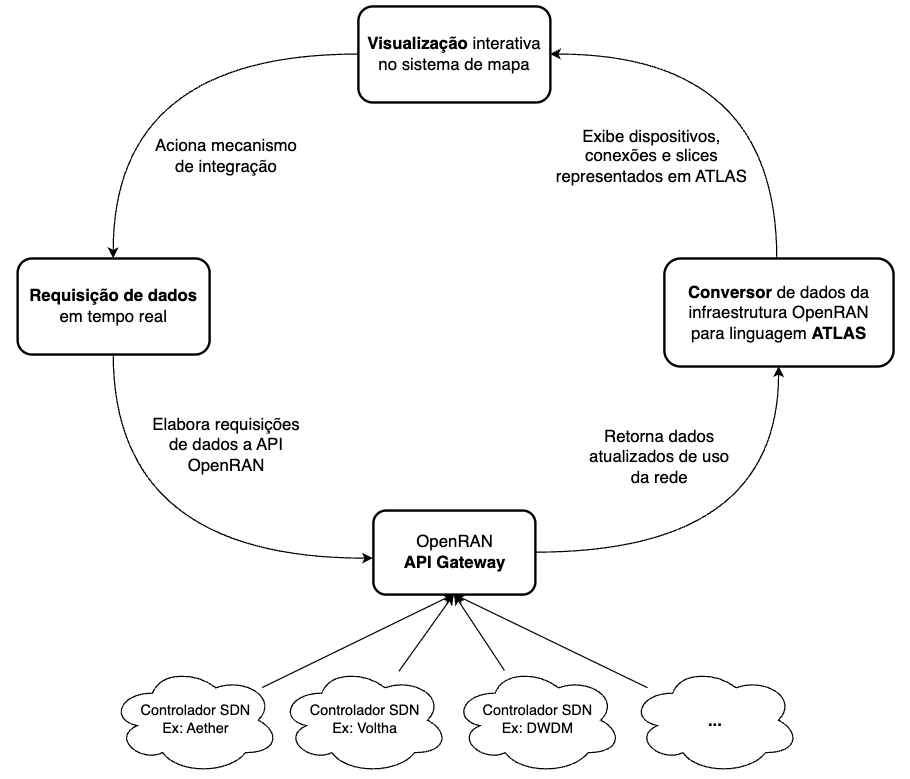 Visualização interativa
no sistema de mapa
Aciona mecanismo
de integração
Exibe dispositivos,
conexões e slices
representados em ATLAS
Requisição de dados
em tempo real
Conversor de dados da
infraestrutura OpenRAN
para linguagem ATLAS
Elabora requisições
de dados a API
OpenRAN
Retorna dados
atualizados de uso
da rede
OpenRAN
API Gateway
Controlador SDN
Ex: Aether
Controlador SDN
Ex: Voltha
Controlador SDN
Ex: DWDM
...